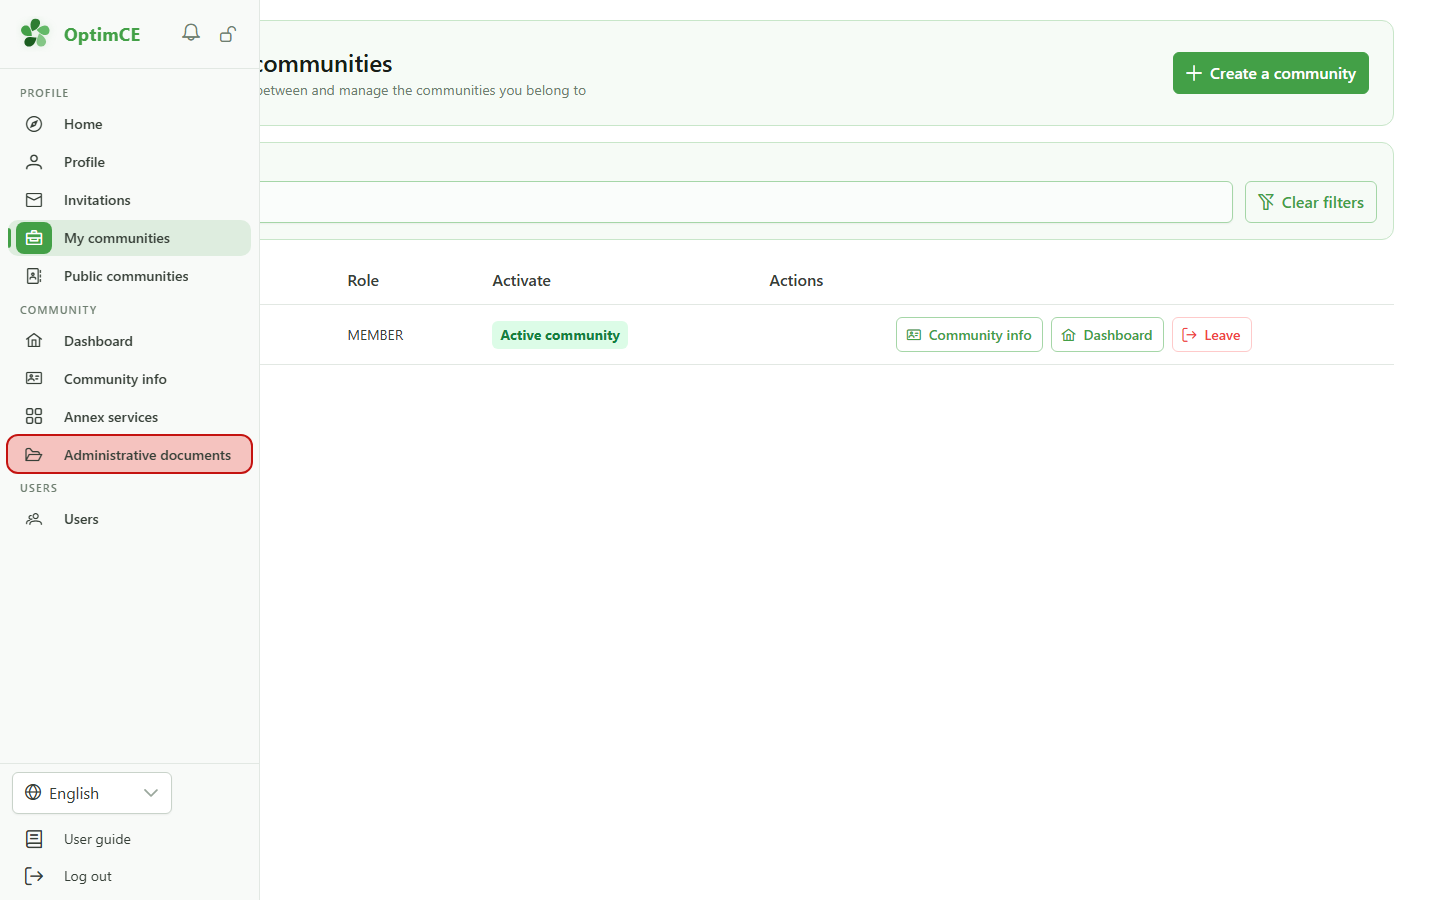 OptimCE
PROFILE
Home
Profile
Invitations
My communities
Public communities
COMMUNITY
Dashboard
Community info
Annex services
Administrative documents
USERS
Users
English
User guide
Log out
communities
between and manage the communities you belong to
Create a community
Clear filters
Role Activate Actions
MEMBER Active community Community info Dashboard Leave